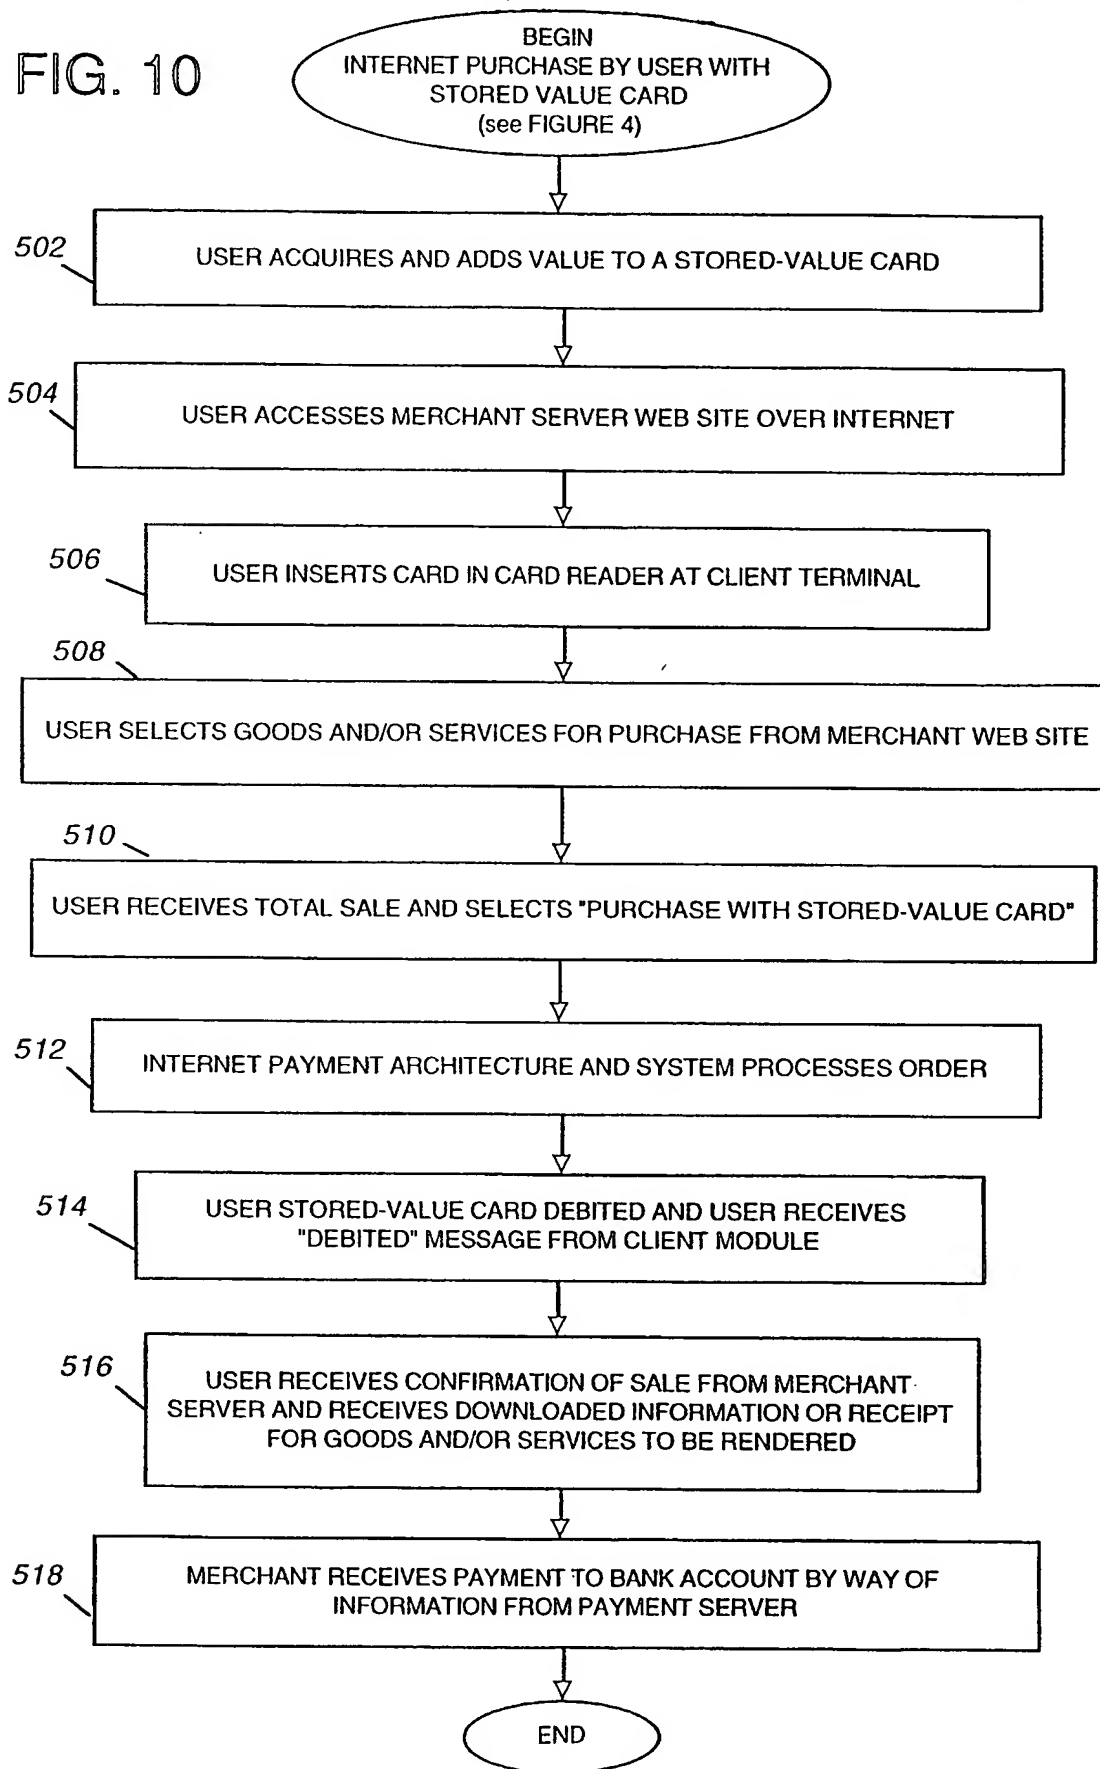 FIG. 10
BEGIN
INTERNET PURCHASE BY USER WITH
STORED VALUE CARD
(see FIGURE 4)
502
USER ACQUIRES AND ADDS VALUE TO A STORED-VALUE CARD
504
USER ACCESSES MERCHANT SERVER WEB SITE OVER INTERNET
506
USER INSERTS CARD IN CARD READER AT CLIENT TERMINAL
508
USER SELECTS GOODS AND/OR SERVICES FOR PURCHASE FROM MERCHANT WEB SITE
510
USER RECEIVES TOTAL SALE AND SELECTS "PURCHASE WITH STORED-VALUE CARD"
512
INTERNET PAYMENT ARCHITECTURE AND SYSTEM PROCESSES ORDER
514
USER STORED-VALUE CARD DEBITED AND USER RECEIVES
"DEBITED" MESSAGE FROM CLIENT MODULE
516
USER RECEIVES CONFIRMATION OF SALE FROM MERCHANT
SERVER AND RECEIVES DOWNLOADED INFORMATION OR RECEIPT
FOR GOODS AND/OR SERVICES TO BE RENDERED
518
MERCHANT RECEIVES PAYMENT TO BANK ACCOUNT BY WAY OF
INFORMATION FROM PAYMENT SERVER
END